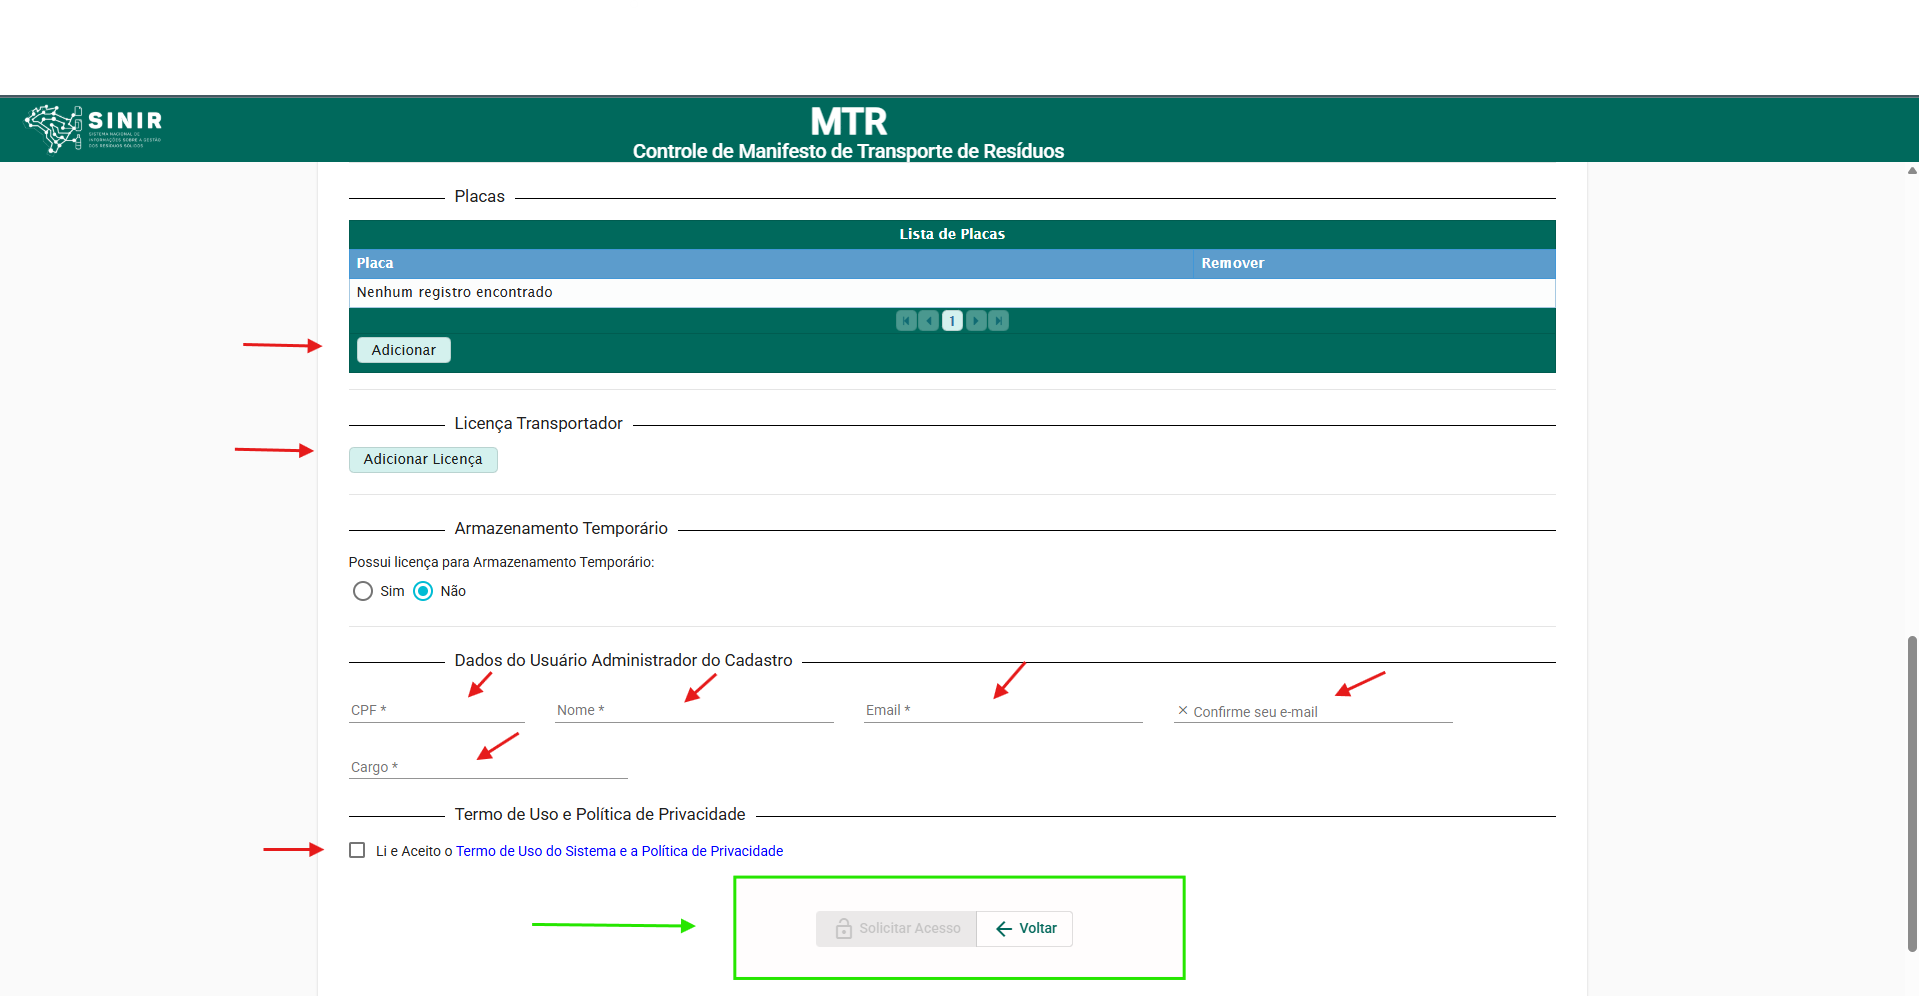 SINIR
SISTEMA NACIONAL DE
INFORMAÇÕES SOBRE A GESTÃO
DOS RESÍDUOS SÓLIDOS
MTR
Controle de Manifesto de Transporte de Resíduos
Placas
Lista de Placas
Placa Remover
Nenhum registro encontrado
1
Adicionar
Licença Transportador
Adicionar Licença
Armazenamento Temporário
Possui licença para Armazenamento Temporário:
Sim Não
Dados do Usuário Administrador do Cadastro
CPF * Nome * Email * × Confirme seu e-mail
Cargo *
Termo de Uso e Política de Privacidade
Li e Aceito o Termo de Uso do Sistema e a Política de Privacidade
Solicitar Acesso Voltar